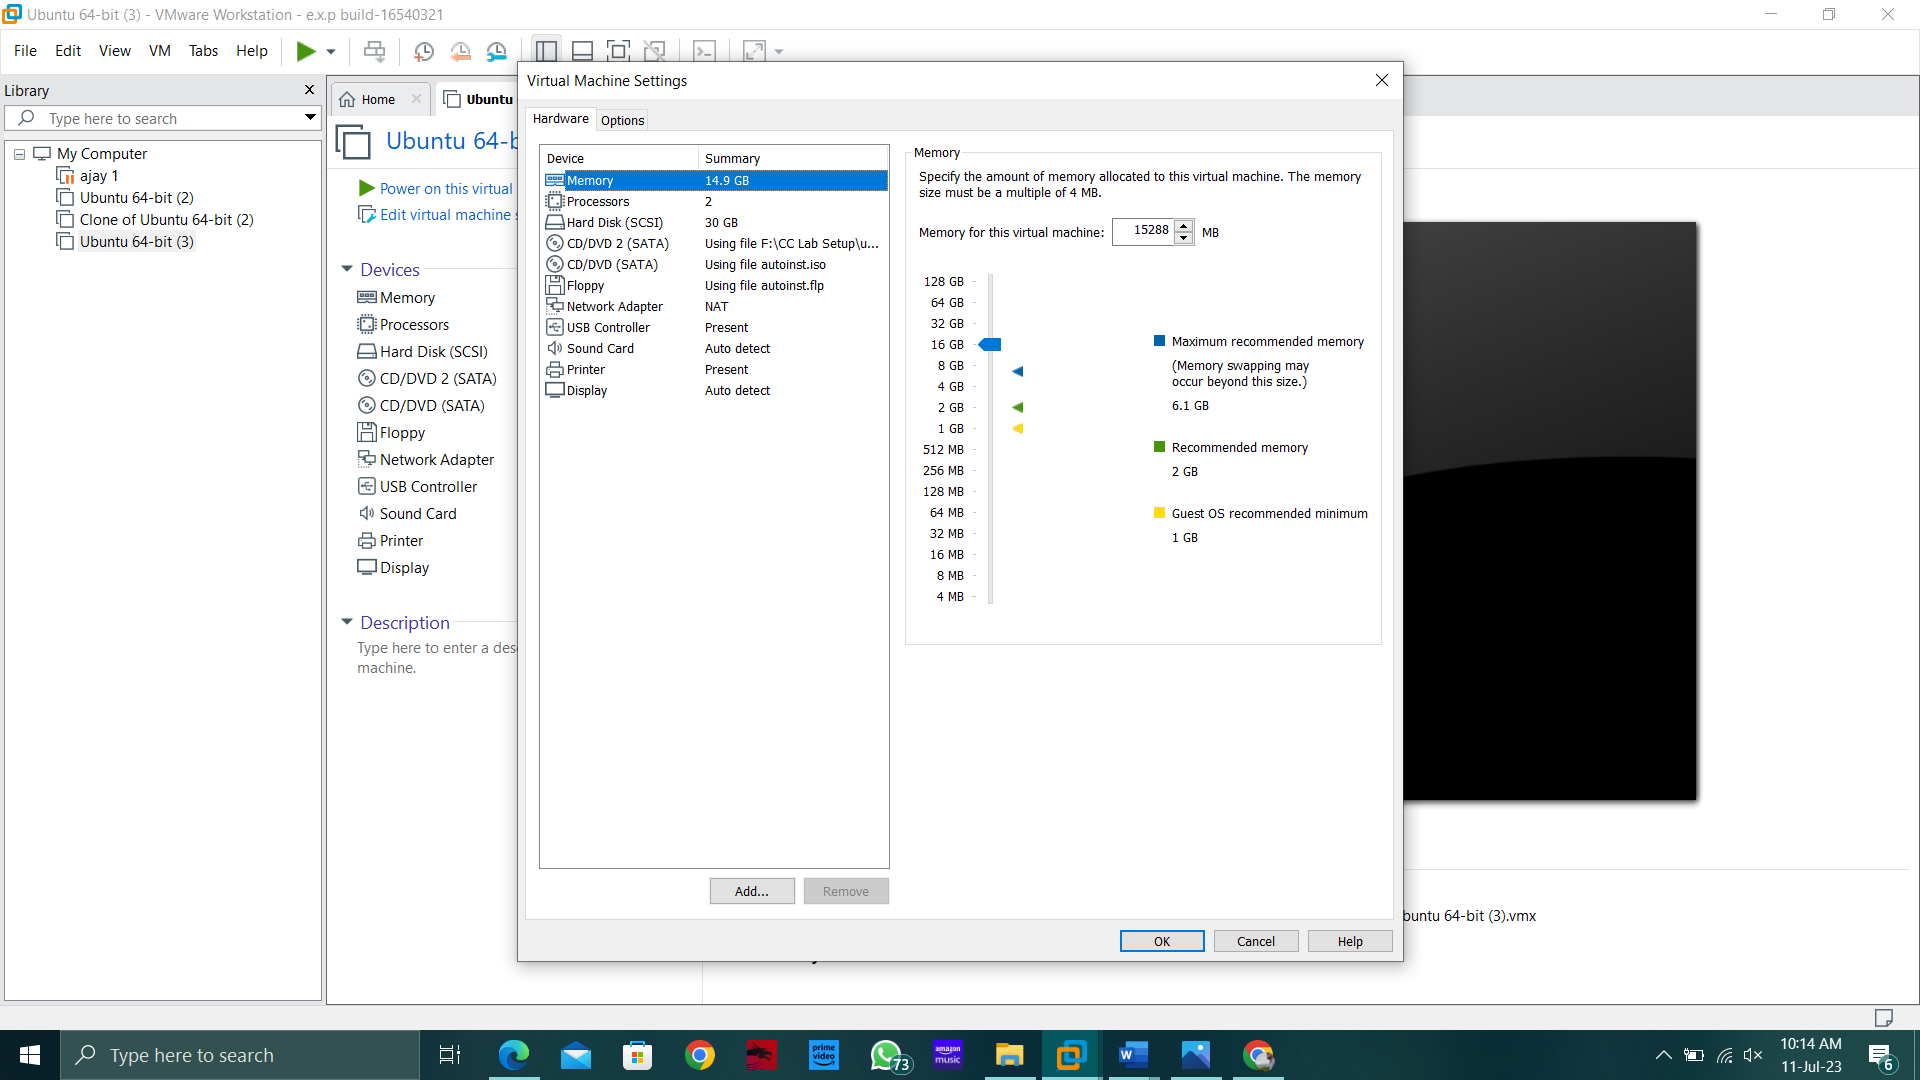 Ubuntu 64-bit (3) - VMware Workstation - e.x.p build-16540321
File Edit View VM Tabs Help
Library
Type here to search
My Computer
ajay 1
Ubuntu 64-bit (2)
Clone of Ubuntu 64-bit (2)
Ubuntu 64-bit (3)
Home
Ubuntu
Ubuntu 64-b
Power on this virtual
Edit virtual machine s
Devices
Memory
Processors
Hard Disk (SCSI)
CD/DVD 2 (SATA)
CD/DVD (SATA)
Floppy
Network Adapter
USB Controller
Sound Card
Printer
Display
Description
Type here to enter a des
machine.
Virtual Machine Settings
Hardware Options
Device Summary
Memory 14.9 GB
Processors 2
Hard Disk (SCSI) 30 GB
CD/DVD 2 (SATA) Using file F:\CC Lab Setup\u...
CD/DVD (SATA) Using file autoinst.iso
Floppy Using file autoinst.flp
Network Adapter NAT
USB Controller Present
Sound Card Auto detect
Printer Present
Display Auto detect
Add... Remove
Memory
Specify the amount of memory allocated to this virtual machine. The memory
size must be a multiple of 4 MB.
Memory for this virtual machine: 15288 MB
128 GB
64 GB
32 GB
16 GB
8 GB
4 GB
2 GB
1 GB
512 MB
256 MB
128 MB
64 MB
32 MB
16 MB
8 MB
4 MB
Maximum recommended memory
(Memory swapping may
occur beyond this size.)
6.1 GB
Recommended memory
2 GB
Guest OS recommended minimum
1 GB
OK Cancel Help
buntu 64-bit (3).vmx
Type here to search
prime
video
73
amazon
music
W
10:14 AM
11-Jul-23
6